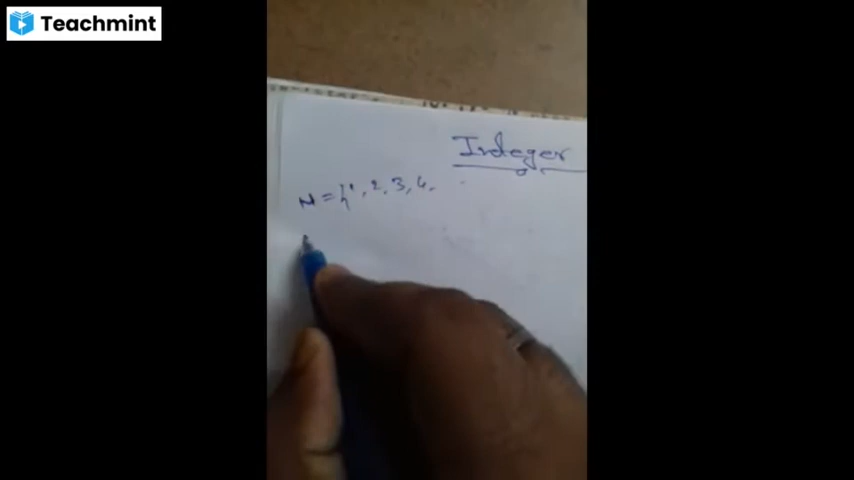 Teachmint
Integer
N = {1, 2, 3, 4,